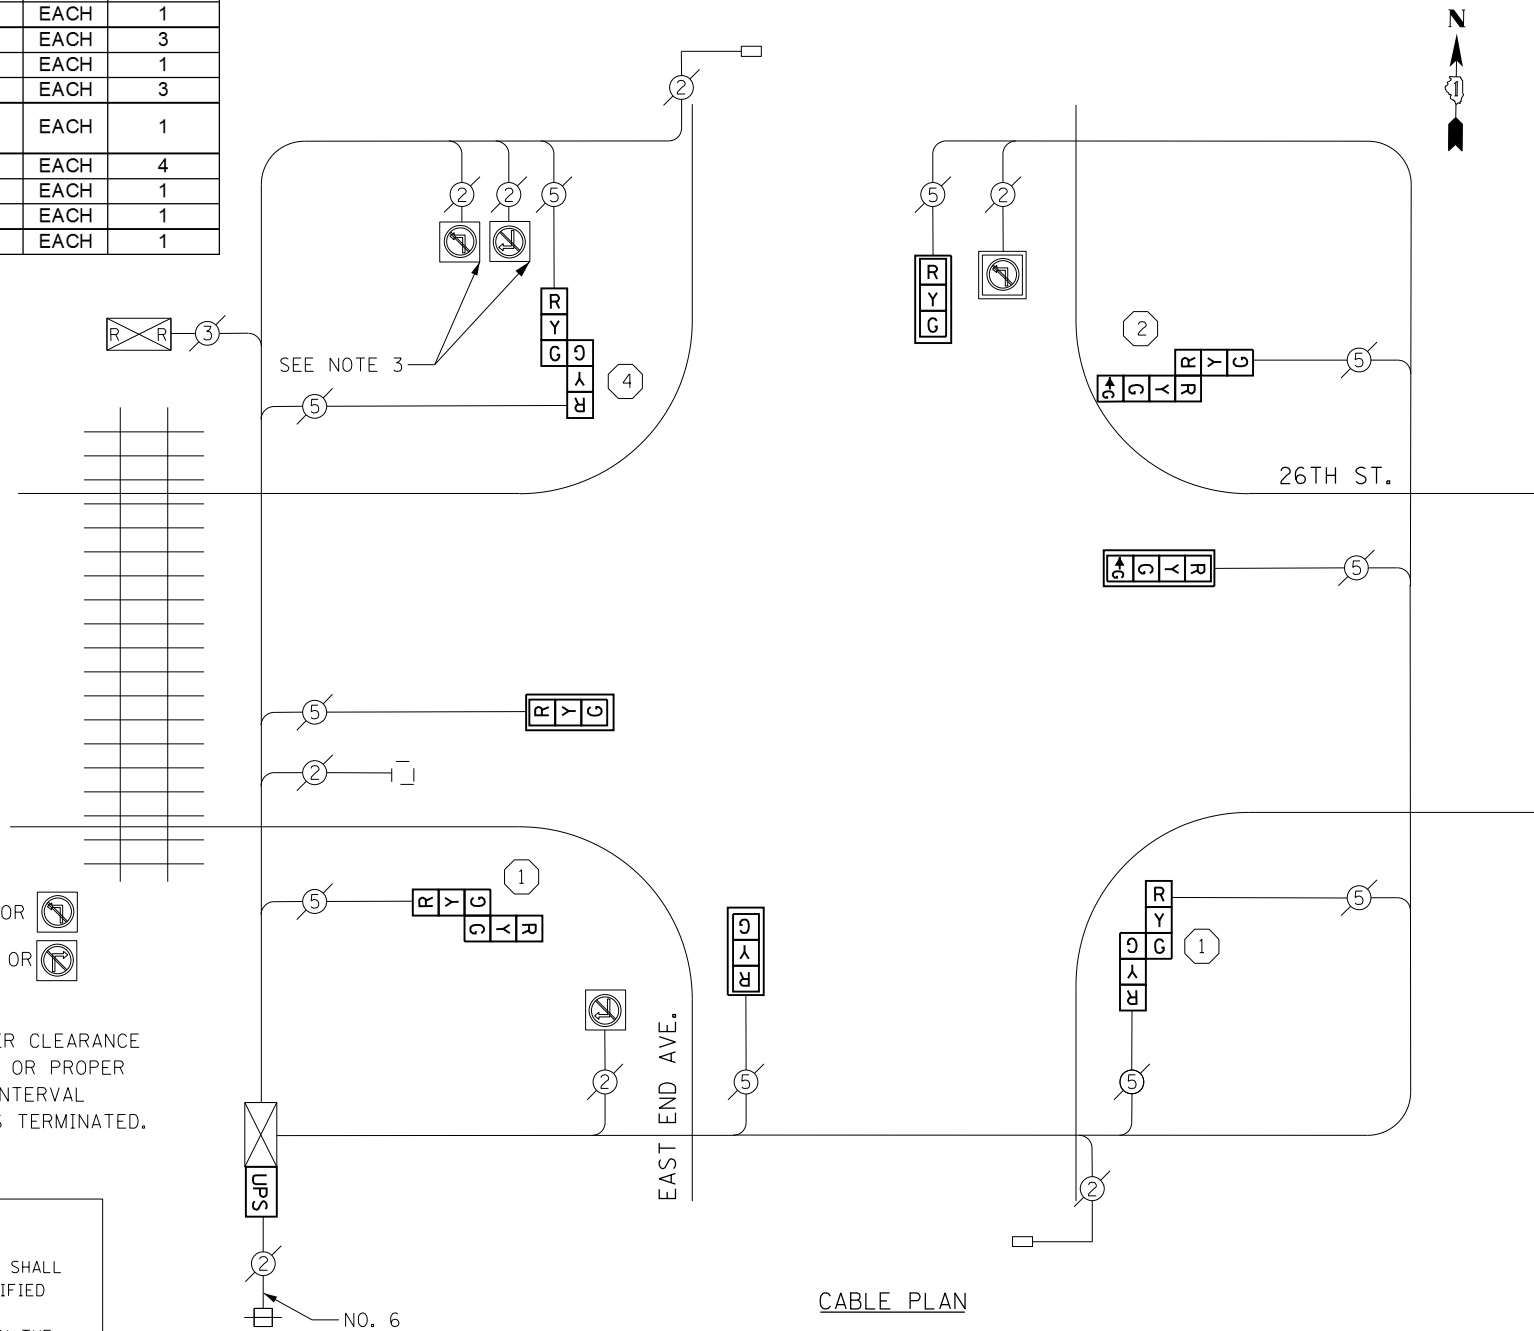 EACH 1
EACH 3
EACH 1
EACH 3
EACH 1
EACH 4
EACH 1
EACH 1
EACH 1
N
1
2
2 2 5
5 2
R
Y
G
R
Y
G
G
Y
R
4
R R 3
SEE NOTE 3
5
2
R Y G 5
G G Y R
26TH ST.
G G Y R 5
5 R Y G
2
1
5 R Y G
G Y R
G
Y
R
R
Y
G G
Y
R
5
1
OR
OR
2
5
5
EAST END AVE.
ER CLEARANCE
OR PROPER
NTERVAL
S TERMINATED.
UPS
2
2
SHALL
IFIED
NO. 6
CABLE PLAN